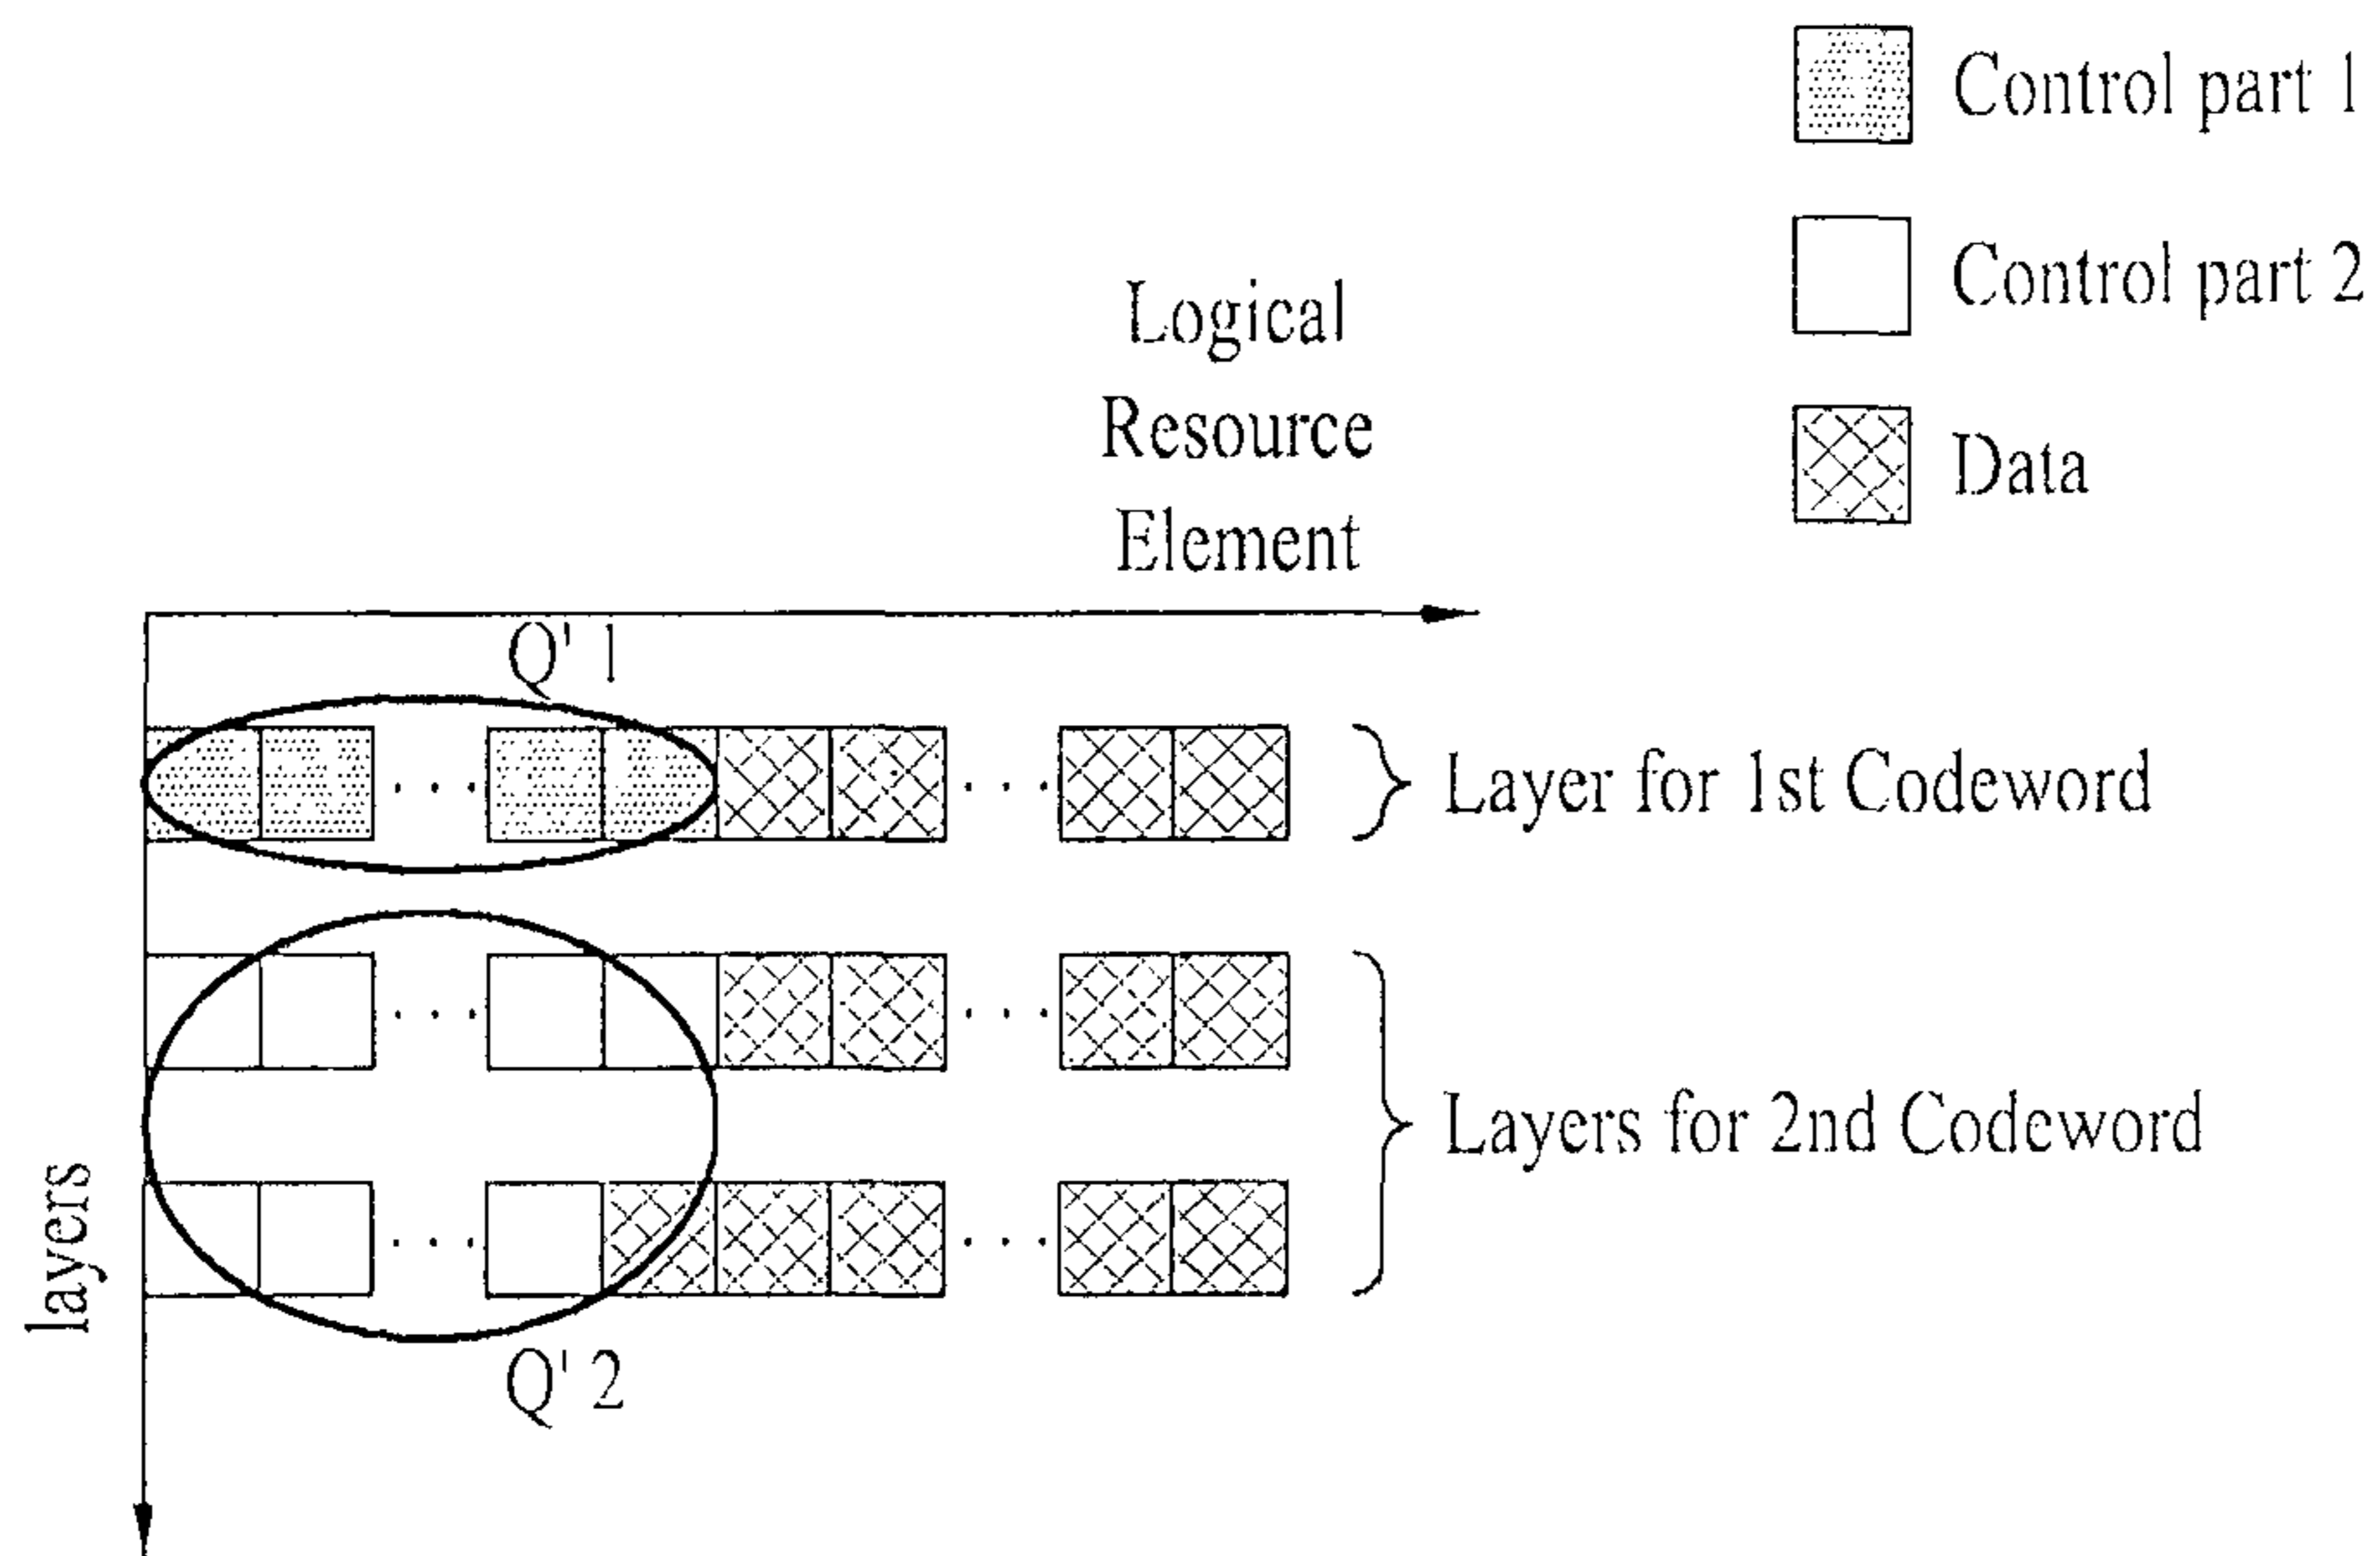 Control part 1
Control part 2
Data
Logical
Resource
Element
Q' 1
Layer for 1st Codeword
Layers for 2nd Codeword
layers
Q' 2